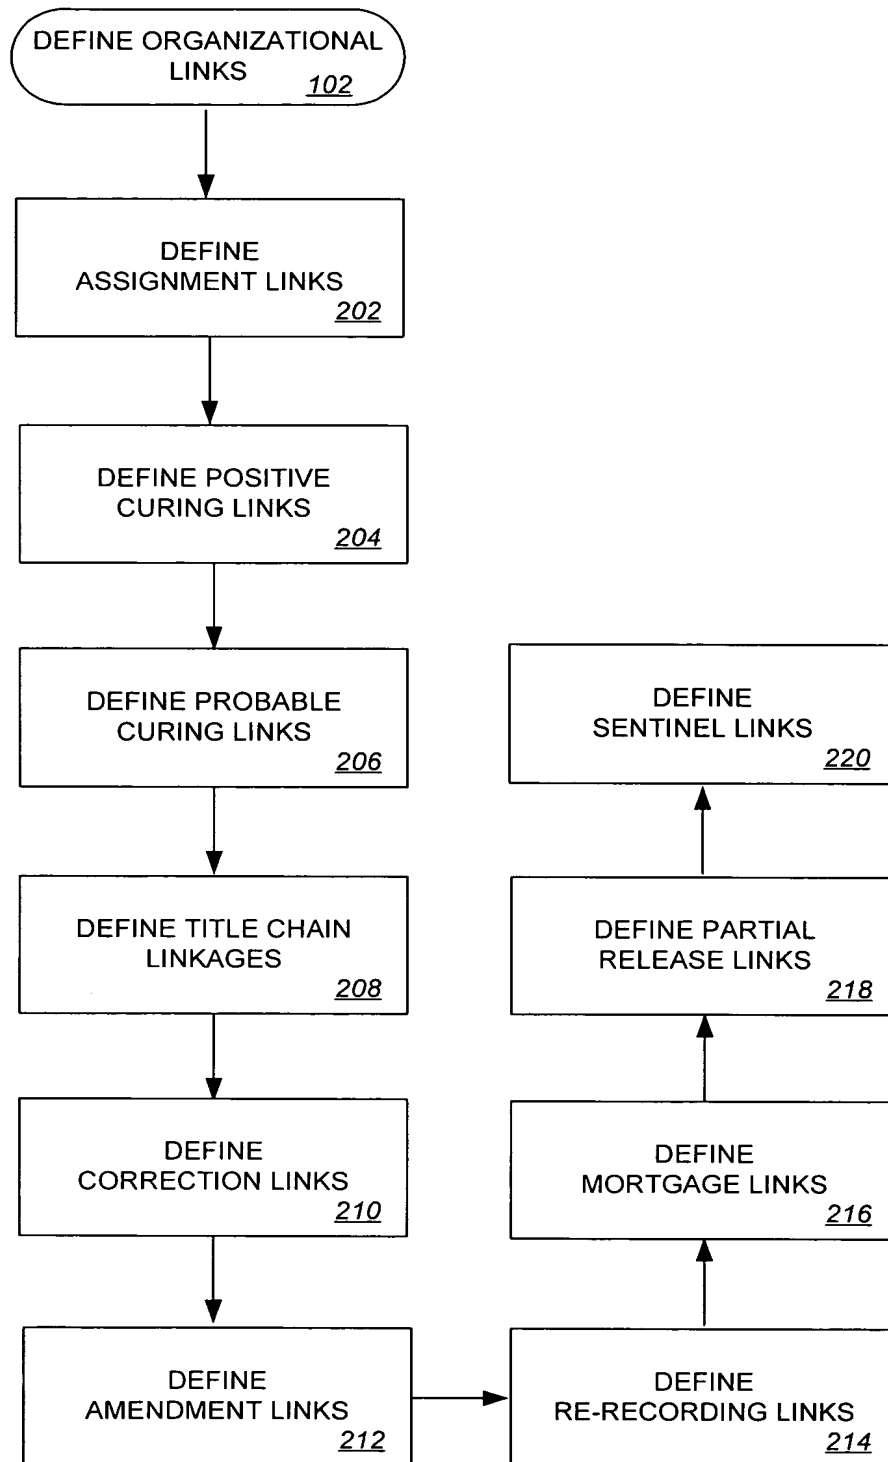 DEFINE ORGANIZATIONAL
LINKS
102
DEFINE
ASSIGNMENT LINKS
202
DEFINE POSITIVE
CURING LINKS
204
DEFINE PROBABLE
CURING LINKS
206
DEFINE TITLE CHAIN
LINKAGES
208
DEFINE
CORRECTION LINKS
210
DEFINE
AMENDMENT LINKS
212
DEFINE
RE-RECORDING LINKS
214
DEFINE
MORTGAGE LINKS
216
DEFINE PARTIAL
RELEASE LINKS
218
DEFINE
SENTINEL LINKS
220